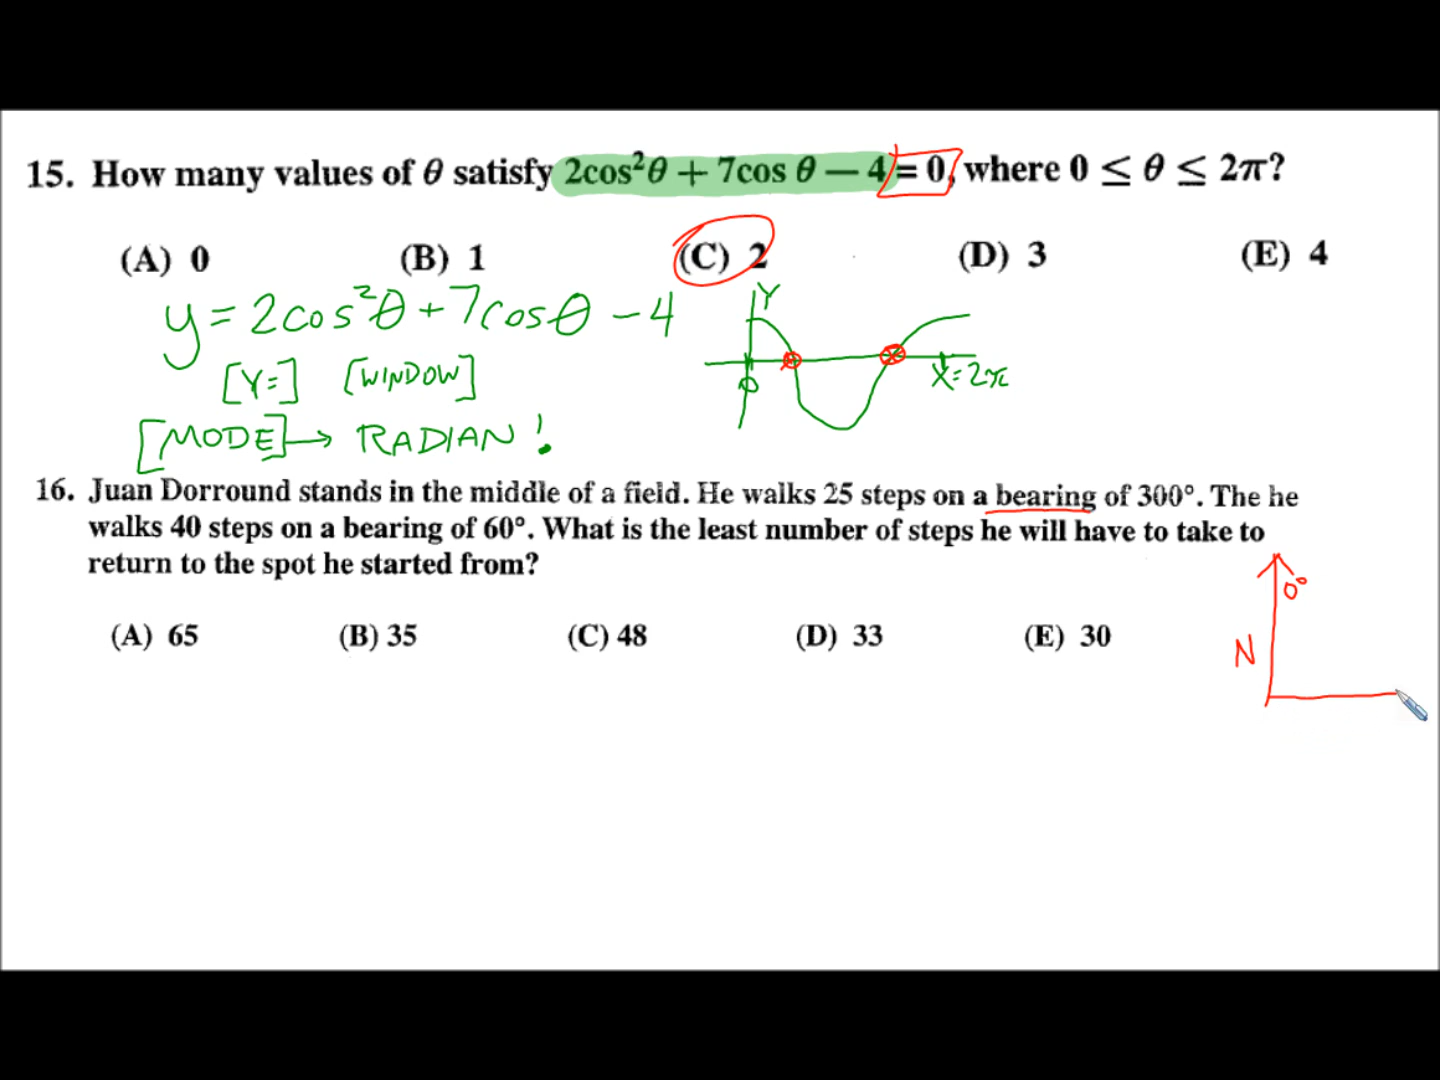 15. How many values of θ satisfy 2cos²θ + 7cos θ − 4 = 0, where 0 ≤ θ ≤ 2π?
(A) 0 (B) 1 (C) 2 (D) 3 (E) 4
y = 2cos²θ + 7cosθ − 4
Y
[Y=] [WINDOW]
0 X=2π
[MODE]→ RADIAN!
16. Juan Dorround stands in the middle of a field. He walks 25 steps on a bearing of 300°. The he
walks 40 steps on a bearing of 60°. What is the least number of steps he will have to take to
return to the spot he started from?
0°
(A) 65 (B) 35 (C) 48 (D) 33 (E) 30
N